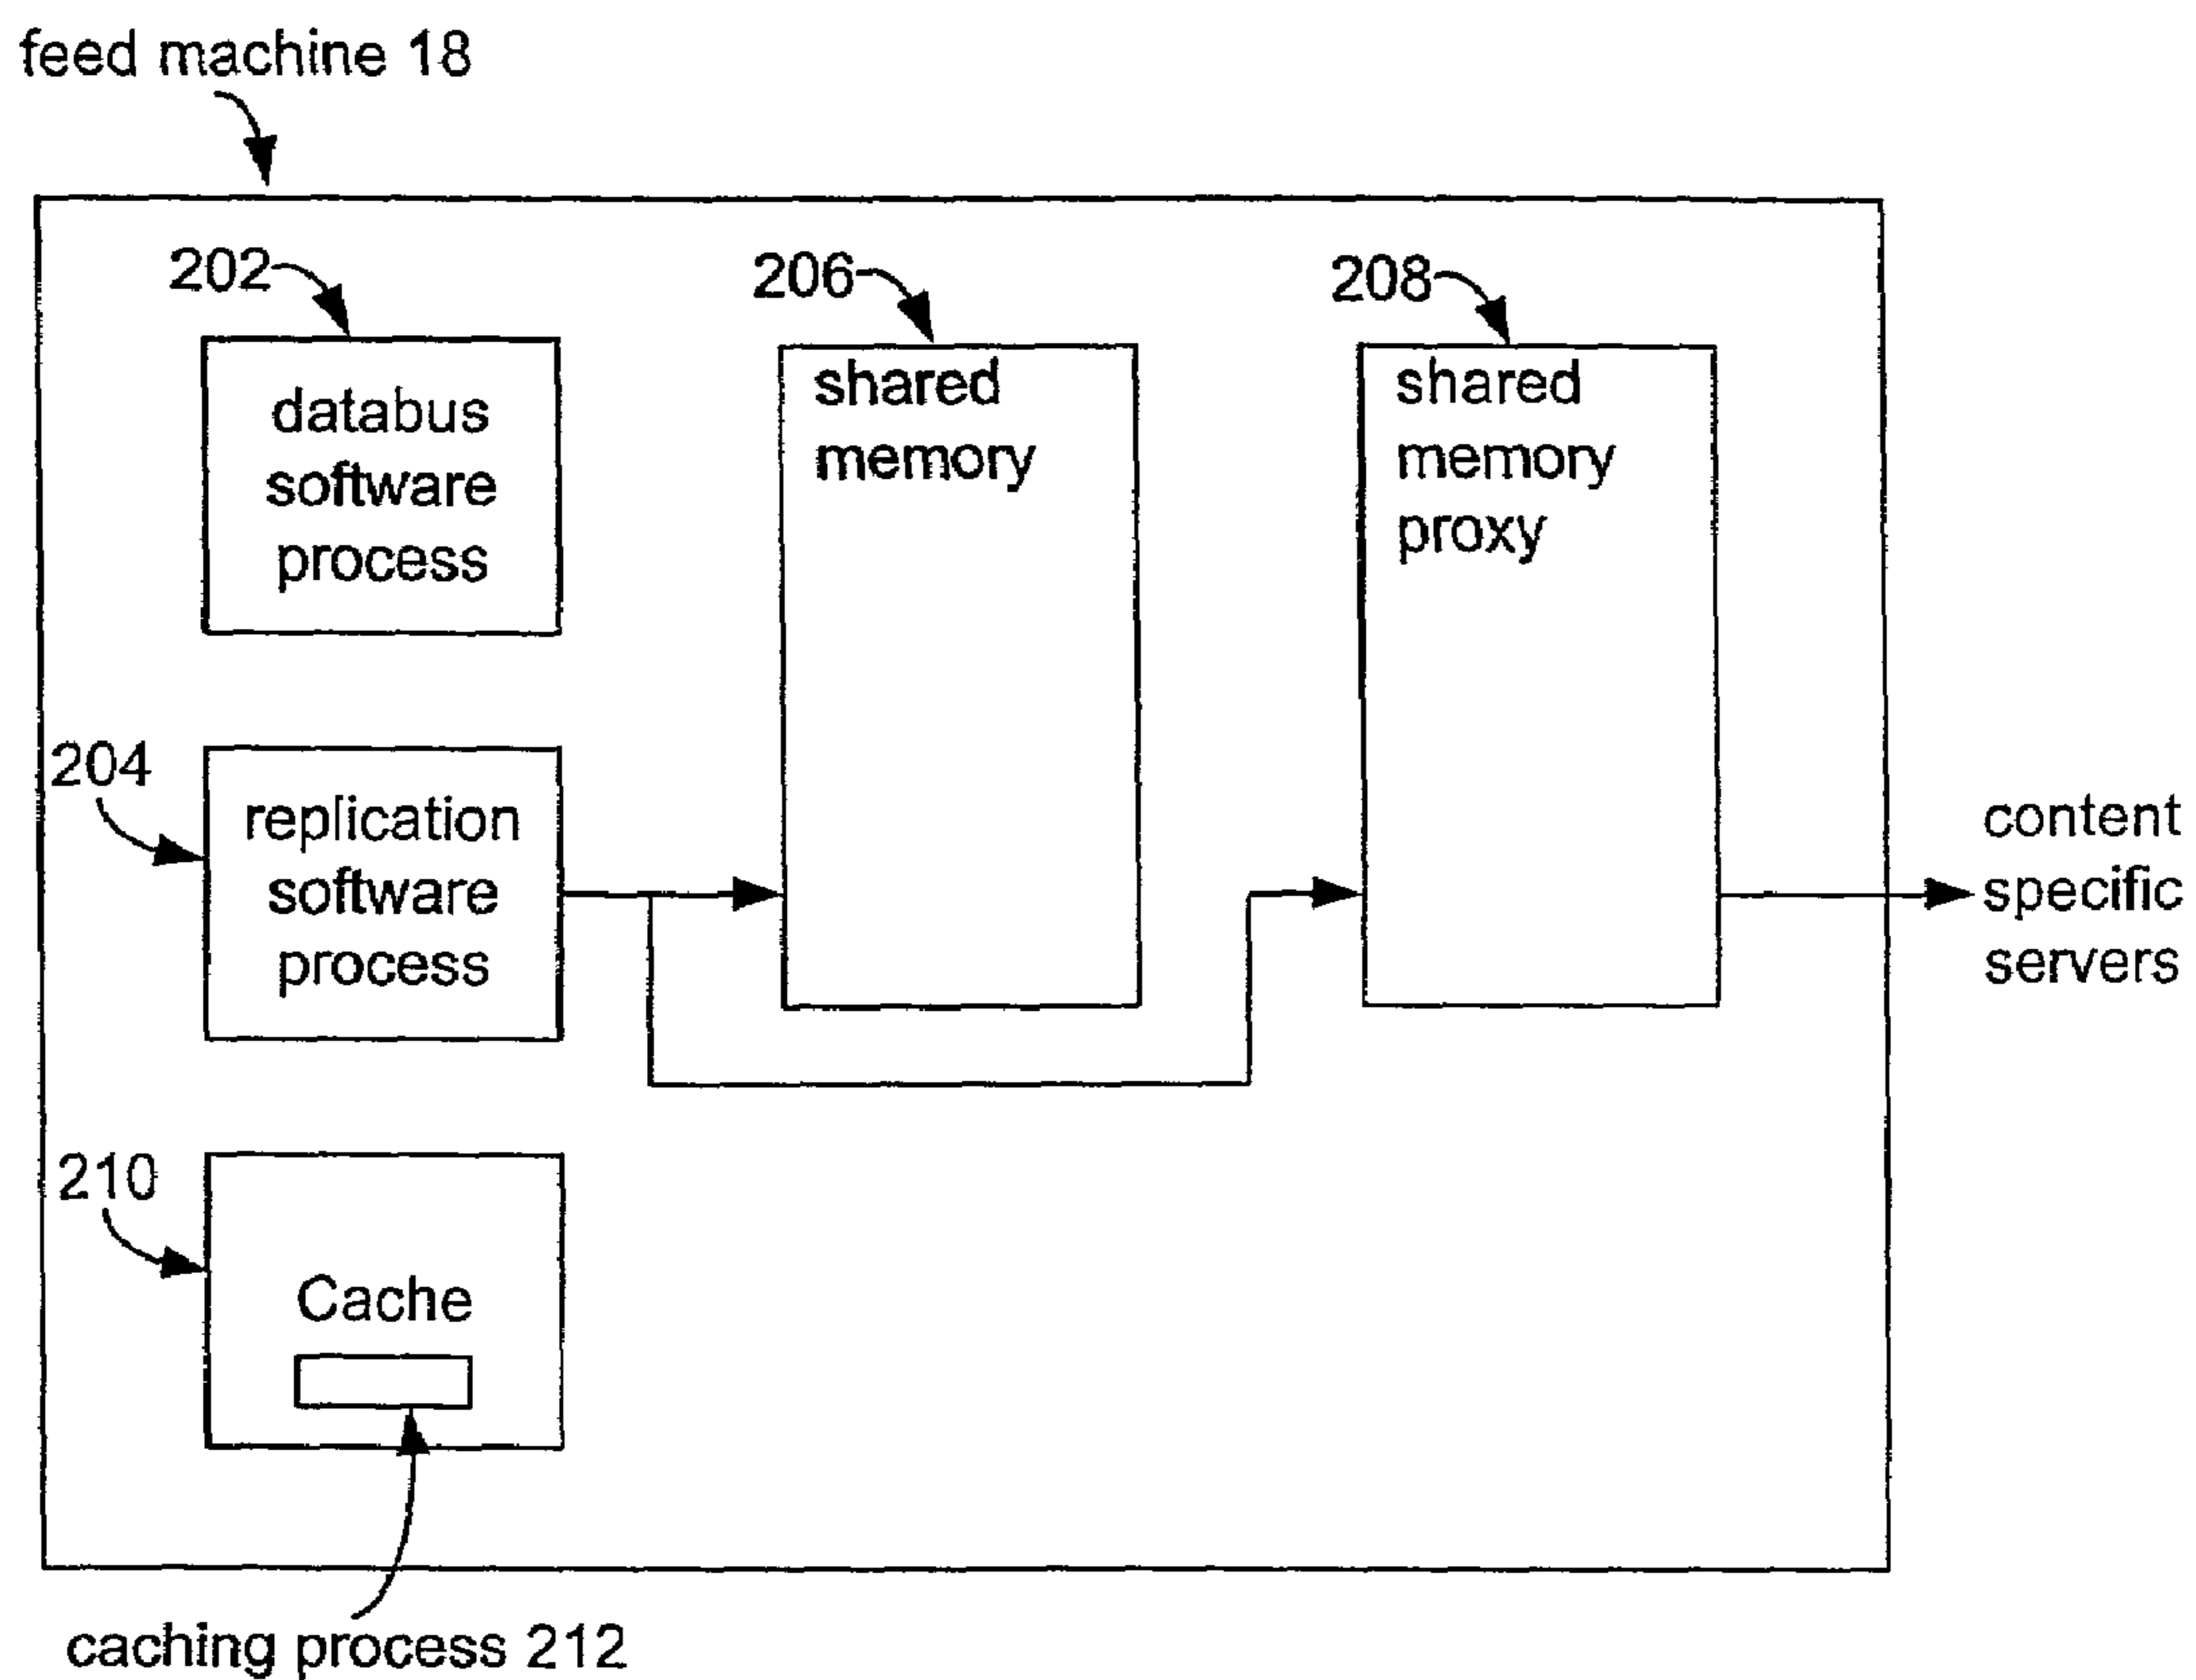 feed machine 18
202
206
208
databus
software
process
shared
memory
shared
memory
proxy
204
replication
software
process
content
specific
servers
210
Cache
caching process 212